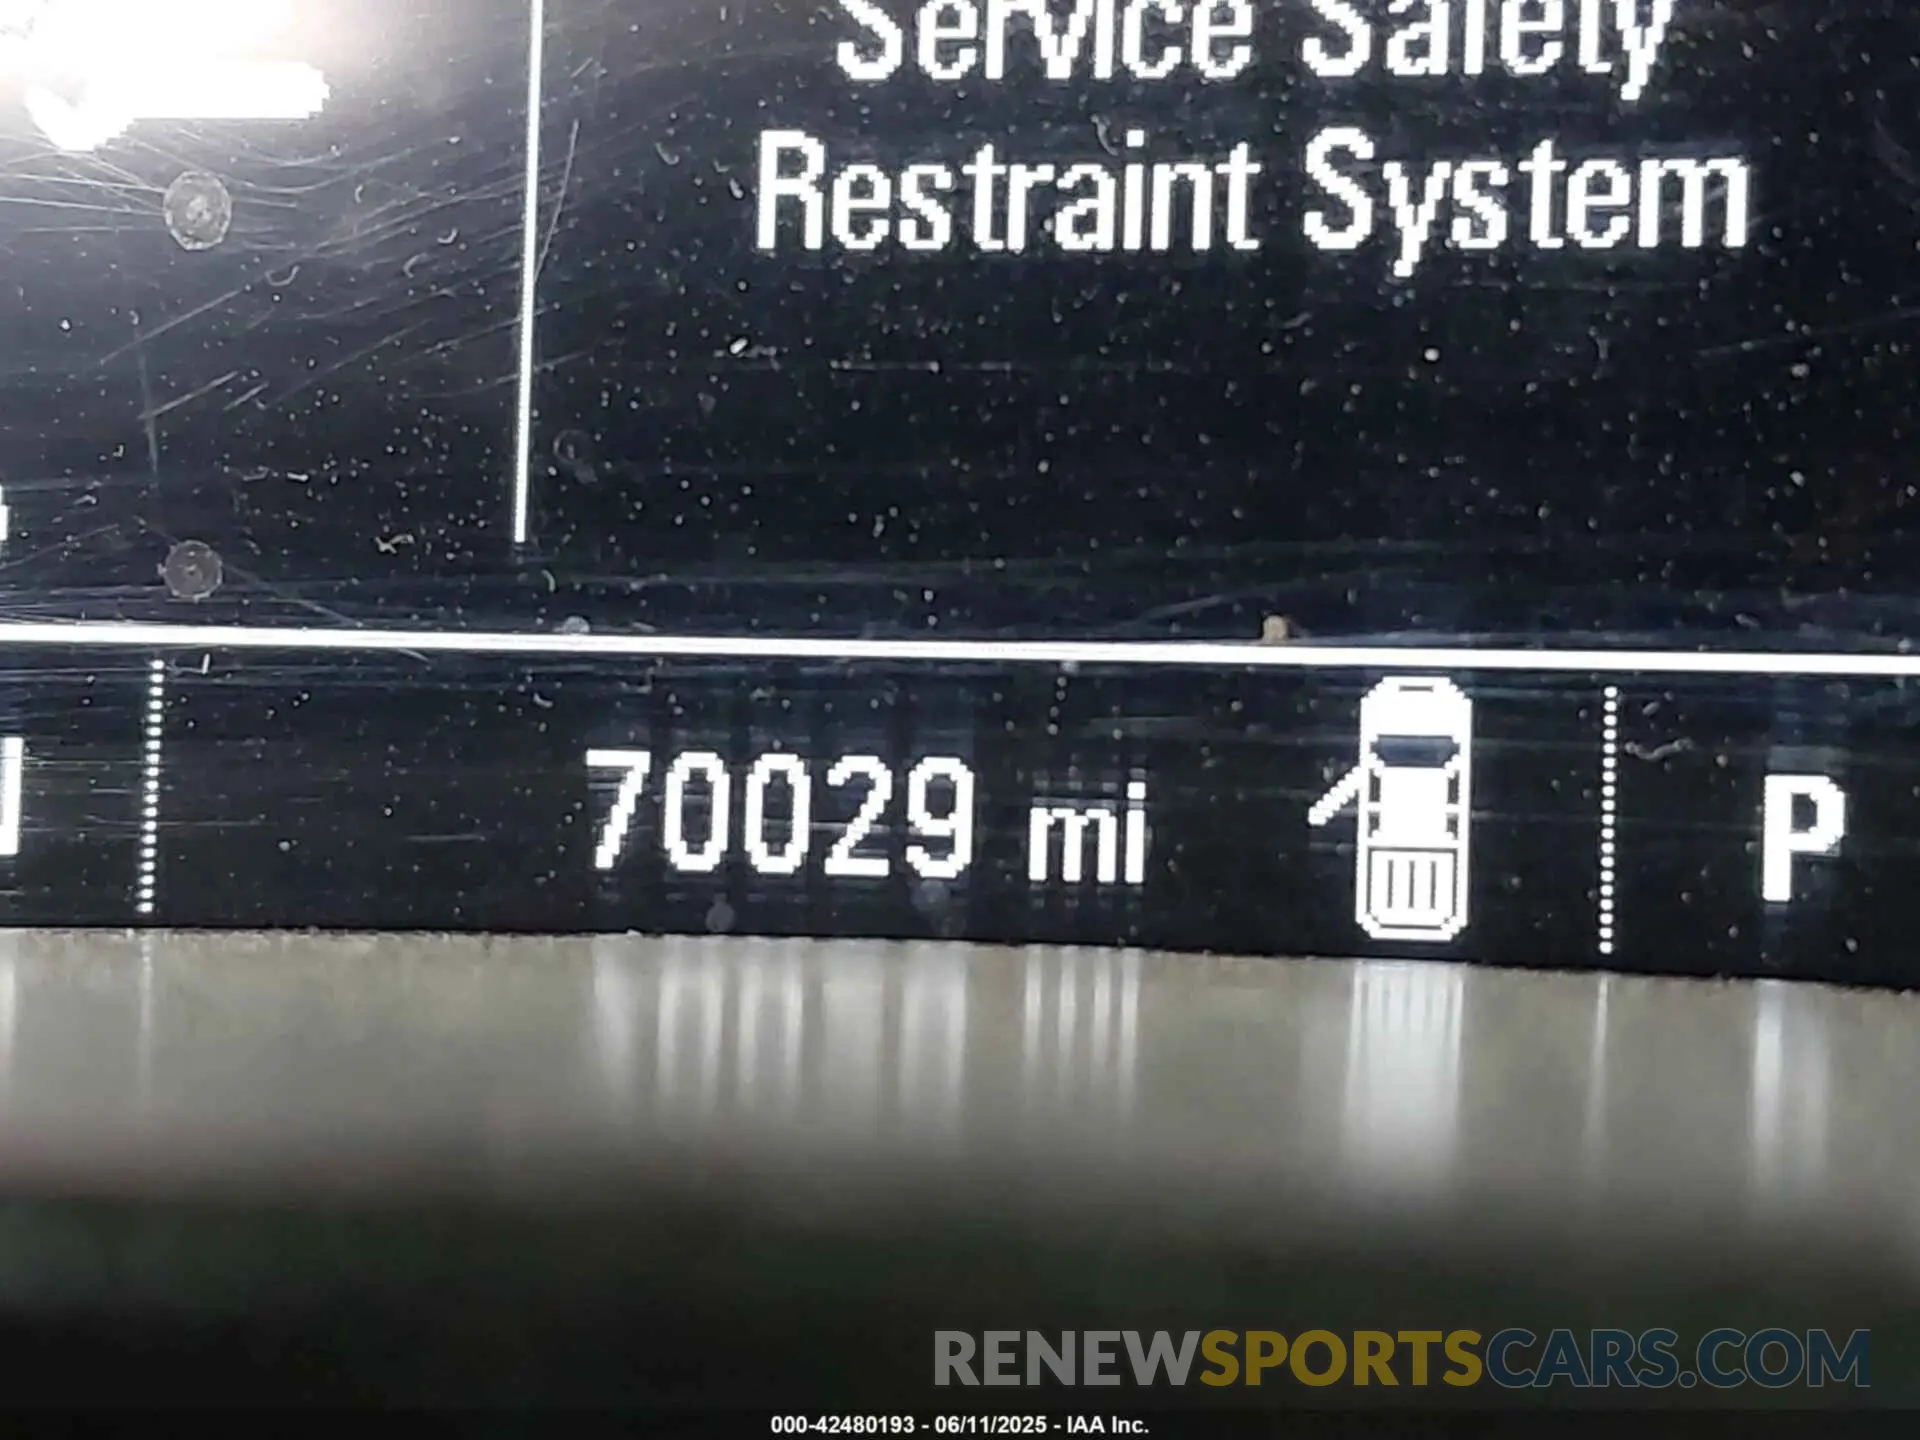 Service Safety
Restraint System
70029 mi
P
RENEWSPORTSCARS.COM
000-42480193 - 06/11/2025 - IAA Inc.